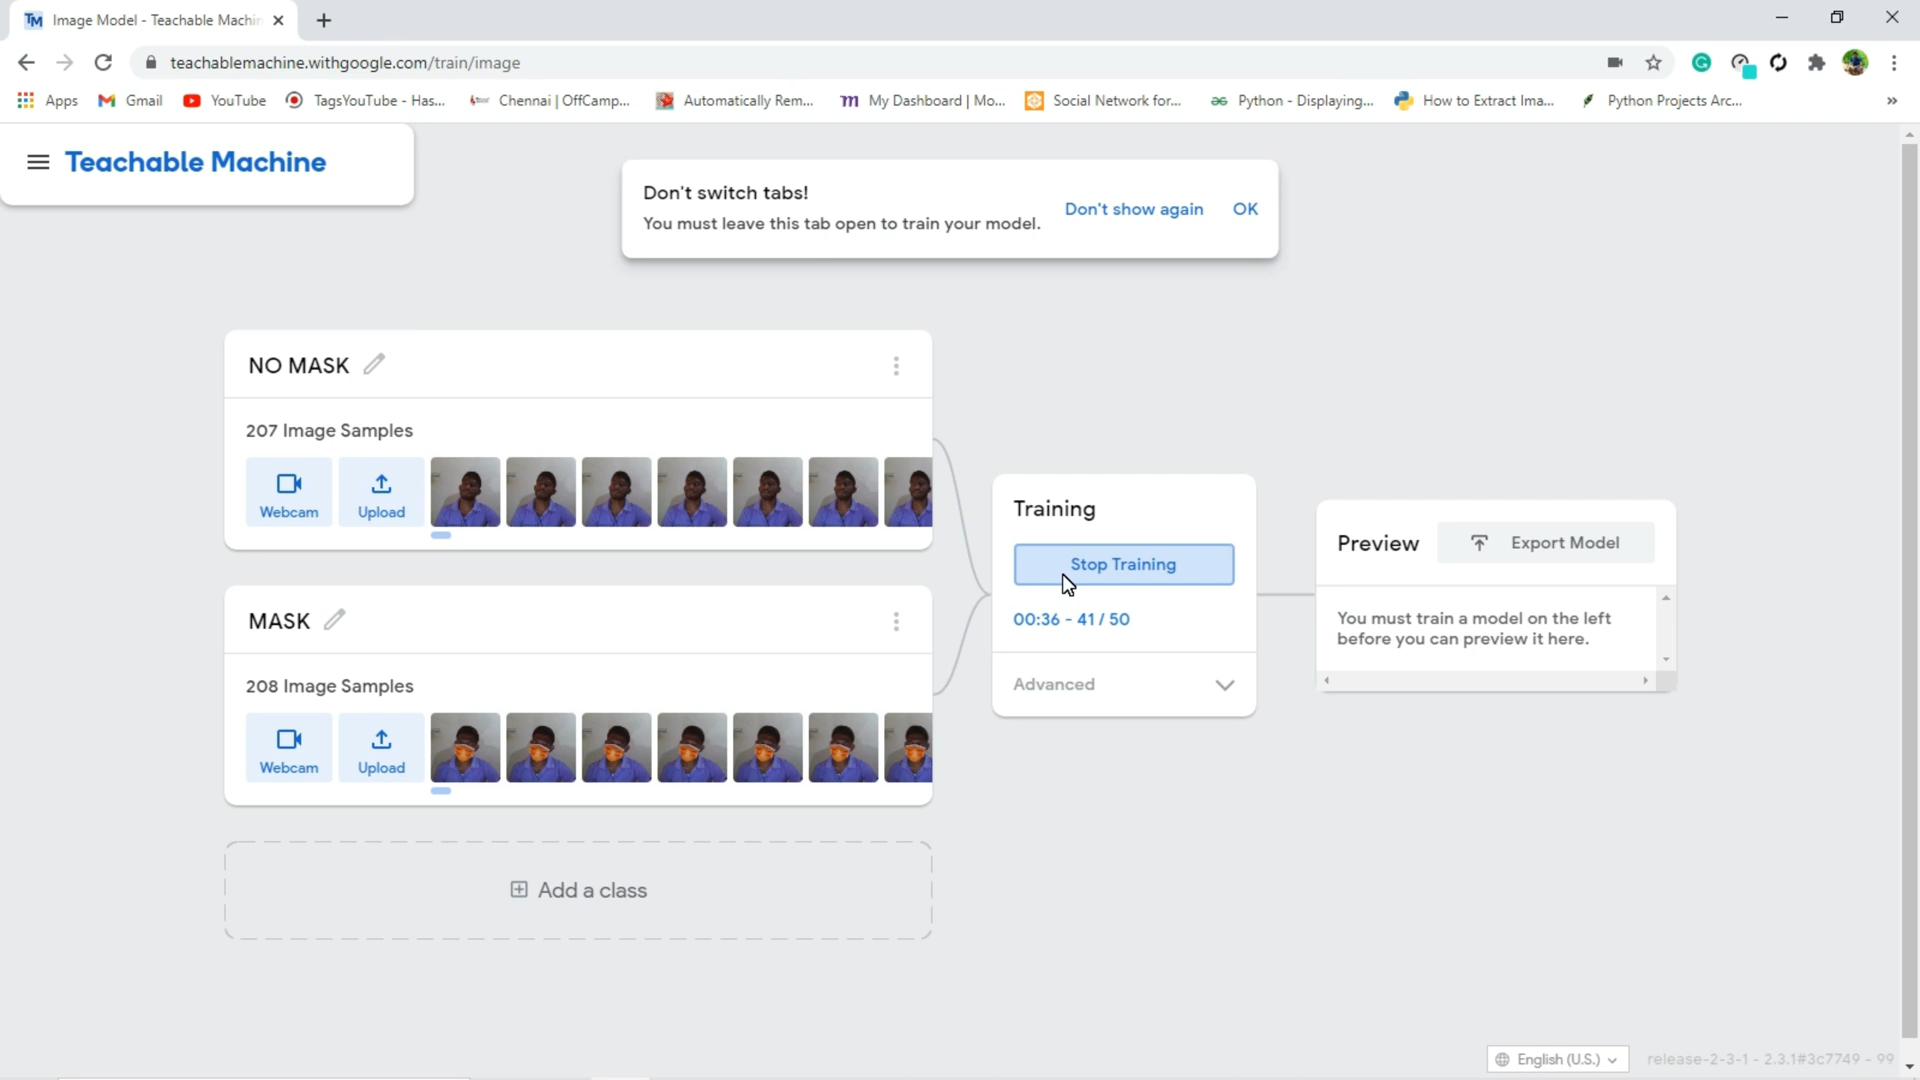 TM Image Model - Teachable Machin
teachablemachine.withgoogle.com/train/image
Apps Gmail YouTube TagsYouTube - Has... Chennai | OffCamp... Automatically Rem... My Dashboard | Mo... Social Network for... Python - Displaying... How to Extract Ima... Python Projects Arc... »
Teachable Machine
Don't switch tabs!
You must leave this tab open to train your model.
Don't show again OK
NO MASK
207 Image Samples
Webcam Upload
MASK
208 Image Samples
Webcam Upload
Add a class
Training
Stop Training
00:36 - 41 / 50
Advanced
Preview Export Model
You must train a model on the left
before you can preview it here.
English (U.S.) release-2-3-1 - 2.3.1#3c7749 - 99